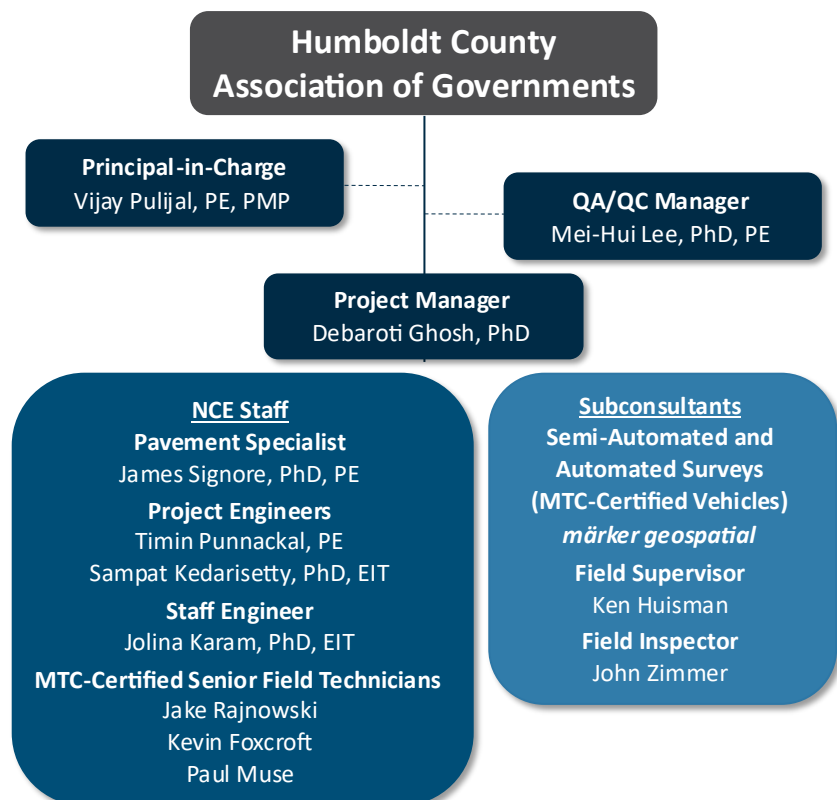 Humboldt County
Association of Governments
Principal-in-Charge
Vijay Pulijal, PE, PMP
QA/QC Manager
Mei-Hui Lee, PhD, PE
Project Manager
Debaroti Ghosh, PhD
NCE Staff
Pavement Specialist
James Signore, PhD, PE
Project Engineers
Timin Punnackal, PE
Sampat Kedarisetty, PhD, EIT
Staff Engineer
Jolina Karam, PhD, EIT
MTC-Certified Senior Field Technicians
Jake Rajnowski
Kevin Foxcroft
Paul Muse
Subconsultants
Semi-Automated and
Automated Surveys
(MTC-Certified Vehicles)
märker geospatial
Field Supervisor
Ken Huisman
Field Inspector
John Zimmer